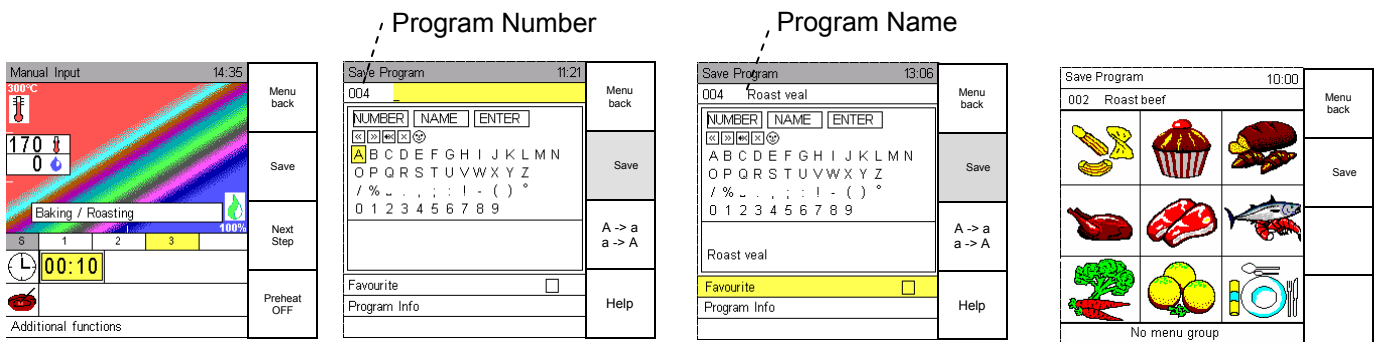 Program Number
Program Name
Manual Input 14:35
300°C
170
0
Baking / Roasting
100%
S 1 2 3
00:10
Additional functions
Menu
back
Save
Next
Step
Preheat
OFF
Save Program 11:21
004 _
NUMBER NAME ENTER
A B C D E F G H I J K L M N
O P Q R S T U V W X Y Z
/ % _ . , ; : ! - ( ) °
0 1 2 3 4 5 6 7 8 9
Favourite
Program Info
Menu
back
Save
A -> a
a -> A
Help
Save Program 13:06
004 Roast veal
NUMBER NAME ENTER
A B C D E F G H I J K L M N
O P Q R S T U V W X Y Z
/ % _ . , ; : ! - ( ) °
0 1 2 3 4 5 6 7 8 9
Roast veal
Favourite
Program Info
Menu
back
Save
A -> a
a -> A
Help
Save Program 10:00
002 Roast beef
No menu group
Menu
back
Save